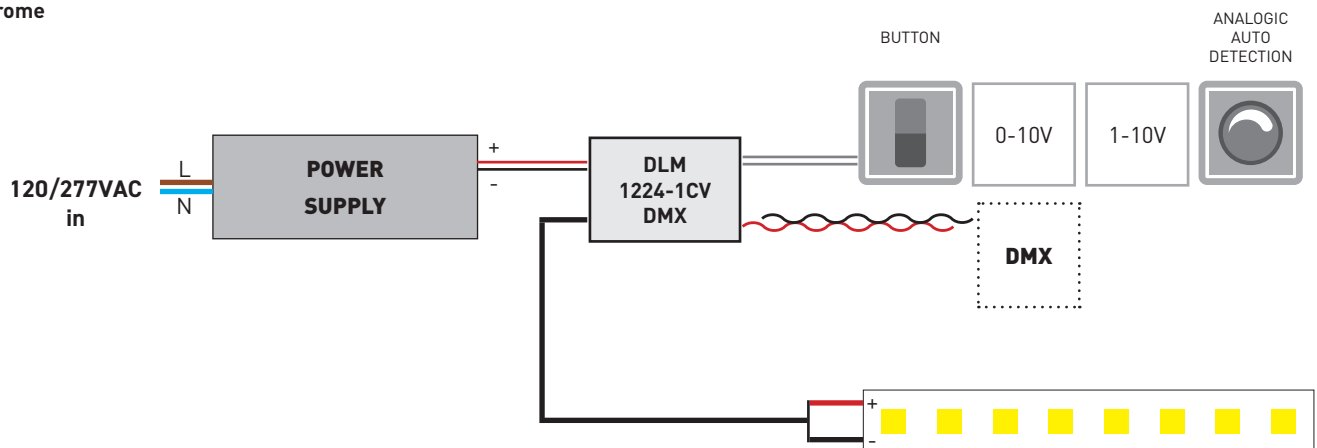 rome
BUTTON
ANALOGIC
AUTO
DETECTION
120/277VAC
in
L
N
POWER
SUPPLY
+
-
DLM
1224-1CV
DMX
0-10V
1-10V
DMX
+
-